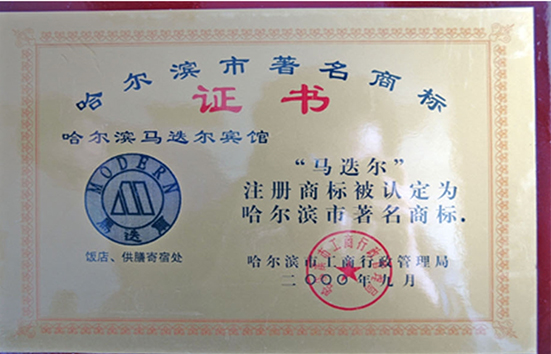 哈尔滨市著名商标
证书
哈尔滨马迭尔宾馆
MODERN
马迭尔
饭店、供膳寄宿处
“马迭尔”
注册商标被认定为
哈尔滨市著名商标.
哈尔滨市工商行政管理局
二〇〇〇年九月